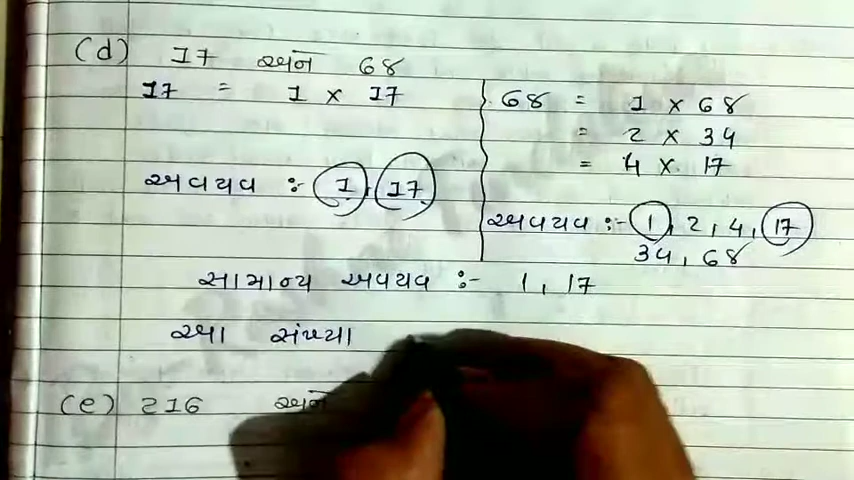 (d) 17 અને 68
17 = 1 x 17
અવયવ :- 1, 17
68 = 1 x 68
= 2 x 34
= 4 x 17
અવયવ :- 1, 2, 4, 17
34, 68
સામાન્ય અવયવ :- 1, 17
આ સંખ્યા
(e) 216 અને